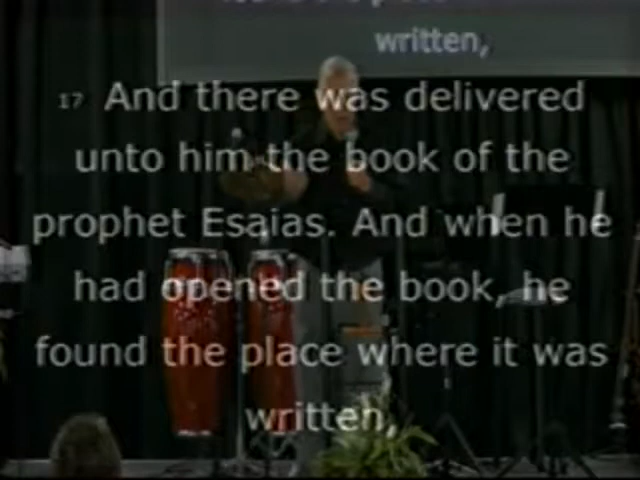 written,
17 And there was delivered
unto him the book of the
prophet Esaias. And when he
had opened the book, he
found the place where it was
written,